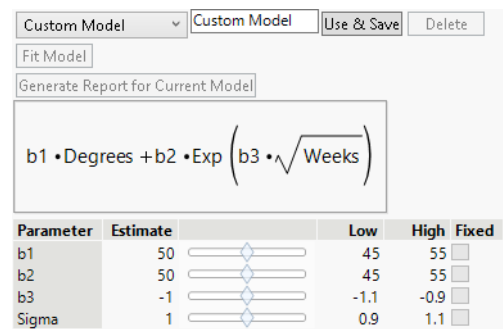 Custom Model Custom Model Use & Save Delete
Fit Model
Generate Report for Current Model
b1 •Degrees +b2 •Exp (b3 •√Weeks)
Parameter Estimate Low High Fixed
b1 50 45 55
b2 50 45 55
b3 -1 -1.1 -0.9
Sigma 1 0.9 1.1